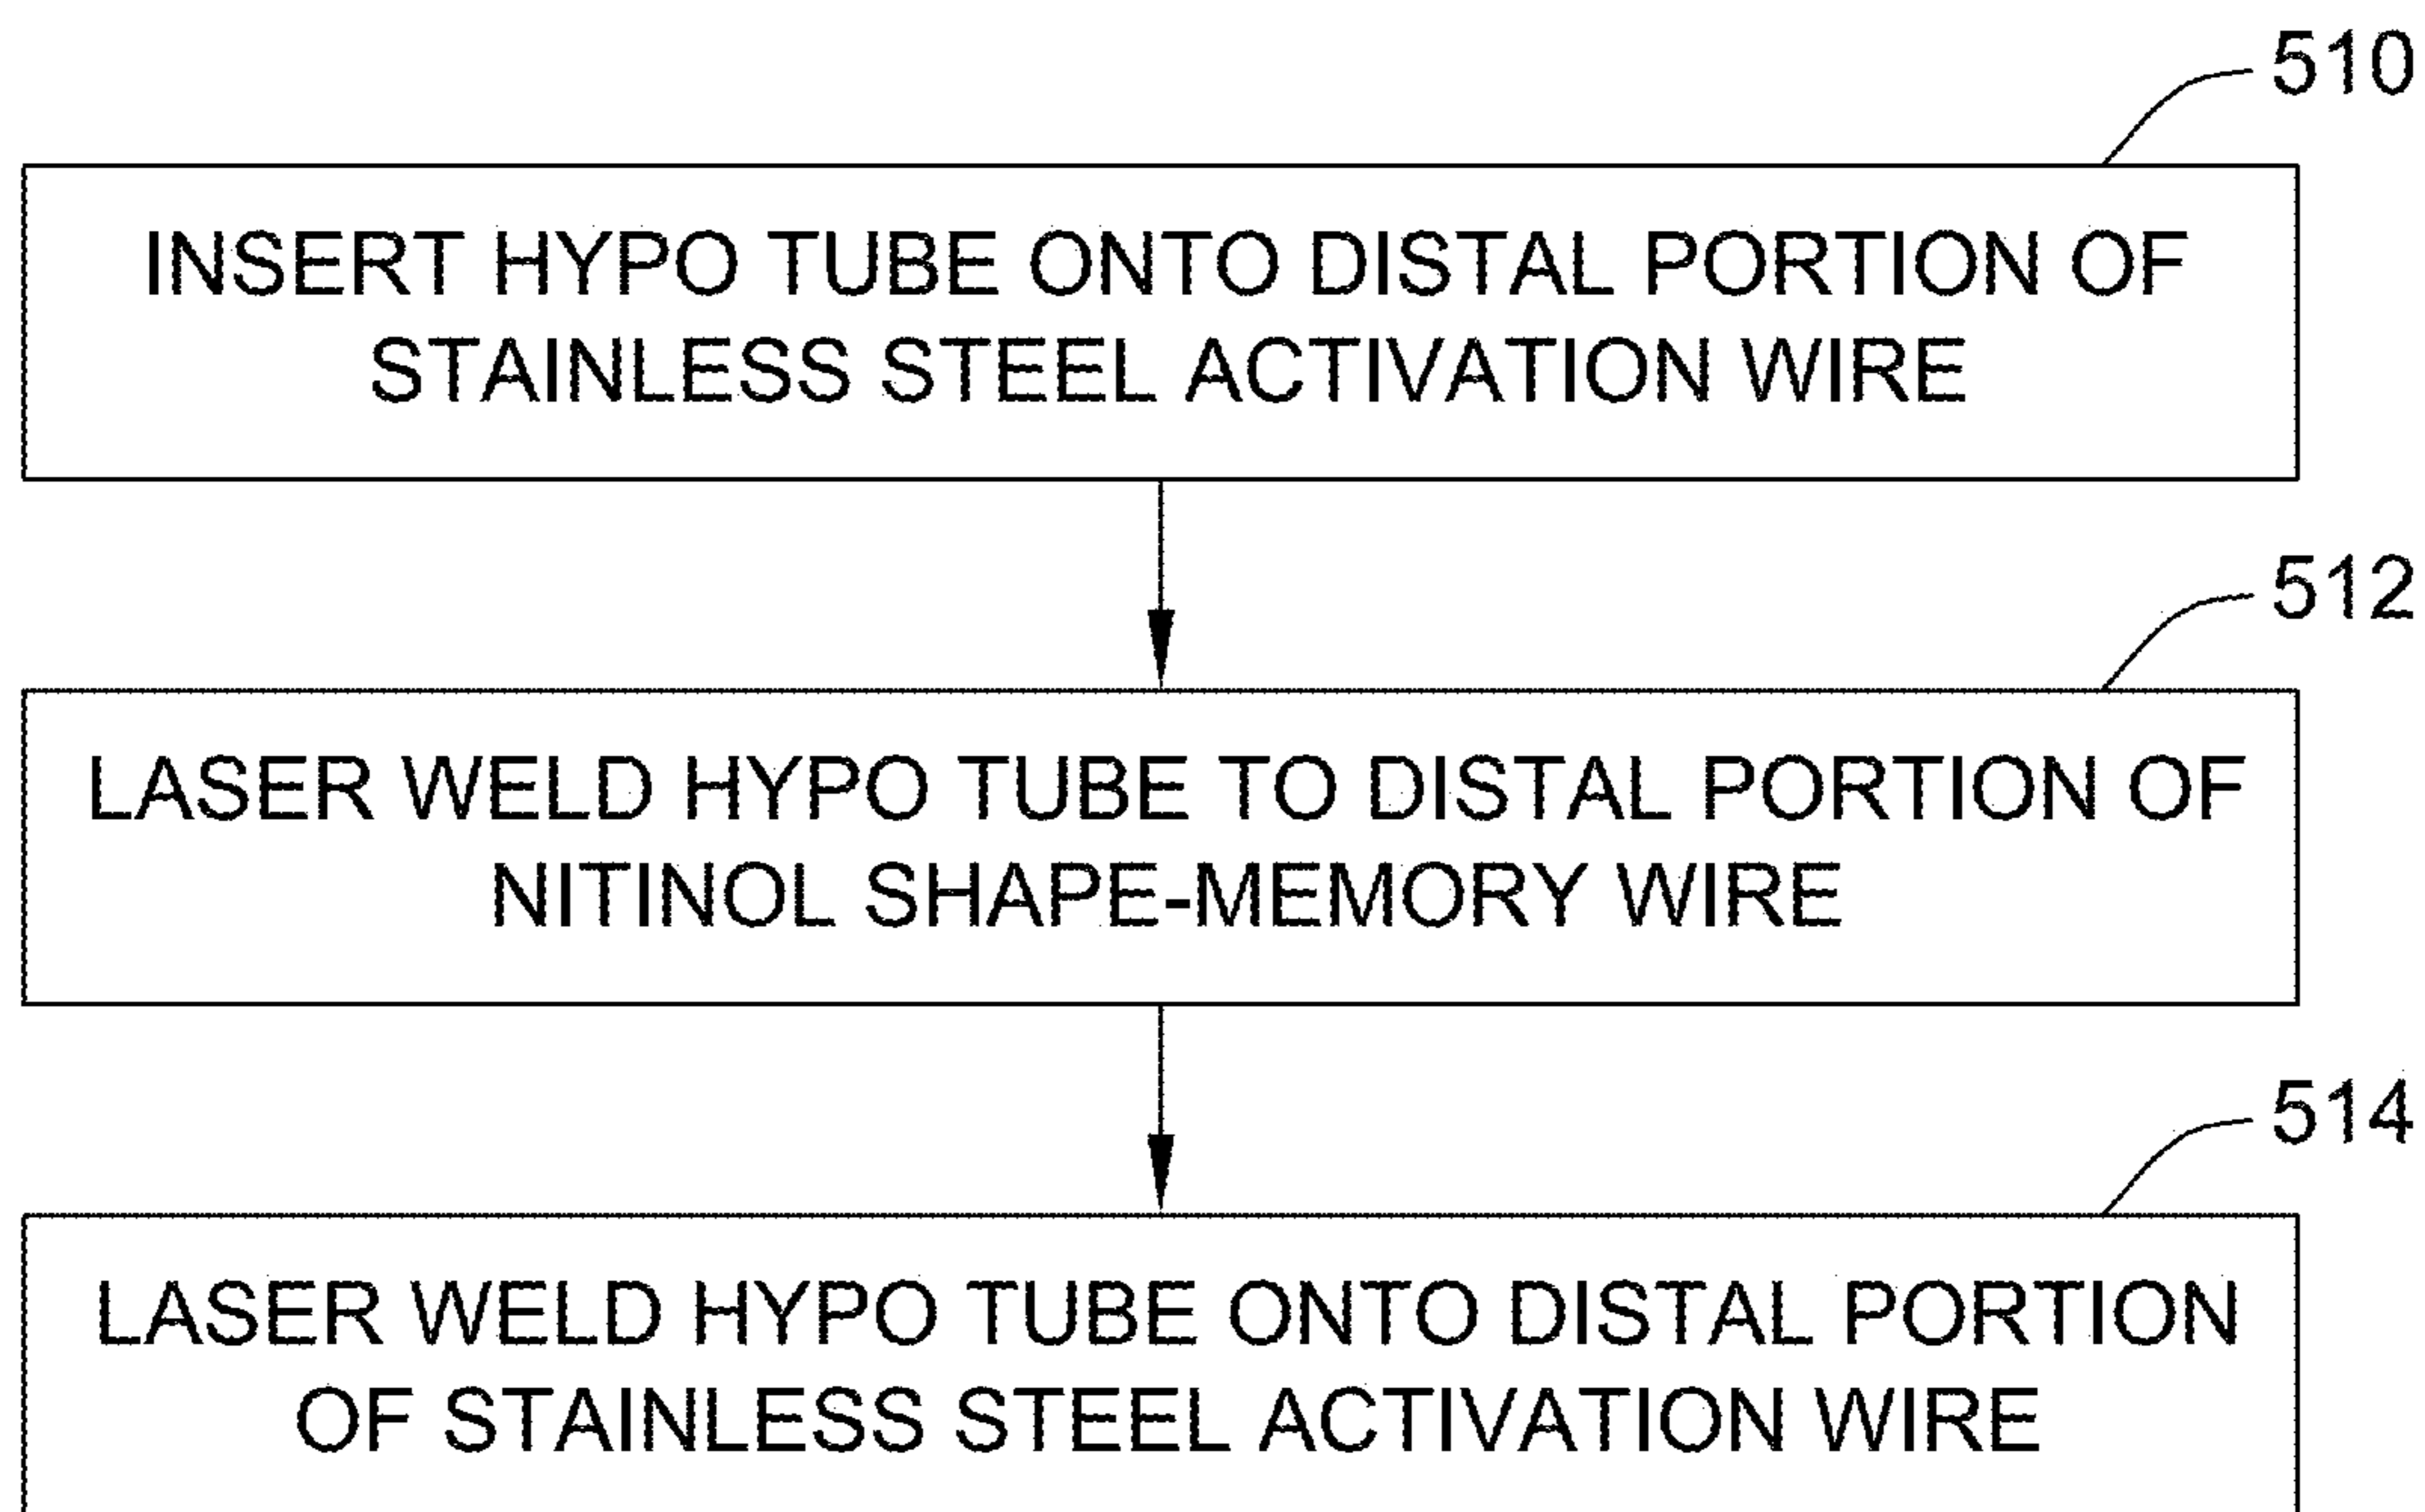 510
INSERT HYPO TUBE ONTO DISTAL PORTION OF
STAINLESS STEEL ACTIVATION WIRE
512
LASER WELD HYPO TUBE TO DISTAL PORTION OF
NITINOL SHAPE-MEMORY WIRE
514
LASER WELD HYPO TUBE ONTO DISTAL PORTION
OF STAINLESS STEEL ACTIVATION WIRE